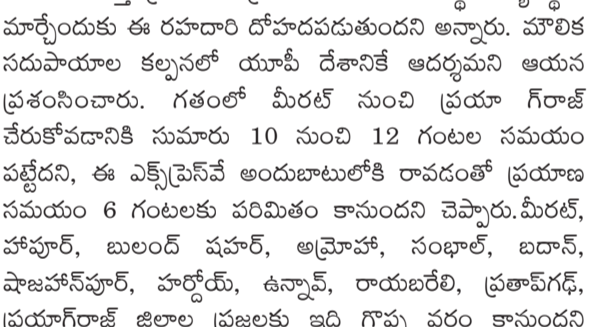 మార్చేందుకు ఈ రహదారి దోహదపడుతుందని అన్నారు. మౌలిక
సదుపాయాల కల్పనలో యూపీ దేశానికే ఆదర్శమని ఆయన
ప్రశంసించారు. గతంలో మీరట్ నుంచి ప్రయా గ్‌రాజ్
చేరుకోవడానికి సుమారు 10 నుంచి 12 గంటల సమయం
పట్టేదని, ఈ ఎక్స్‌ప్రెస్‌వే అందుబాటులోకి రావడంతో ప్రయాణ
సమయం 6 గంటలకు పరిమితం కానుందని చెప్పారు.మీరట్,
హాపూర్, బులంద్ షహర్, అమ్రోహా, సంభాల్, బదాన్,
షాజహాన్‌పూర్, హర్దోయ్, ఉన్నావ్, రాయబరేలి, ప్రతాప్‌గఢ్,
ప్రయాగ్‌రాజ్ జిల్లాల ప్రజలకు ఇది గొప్ప వరం కానుందని